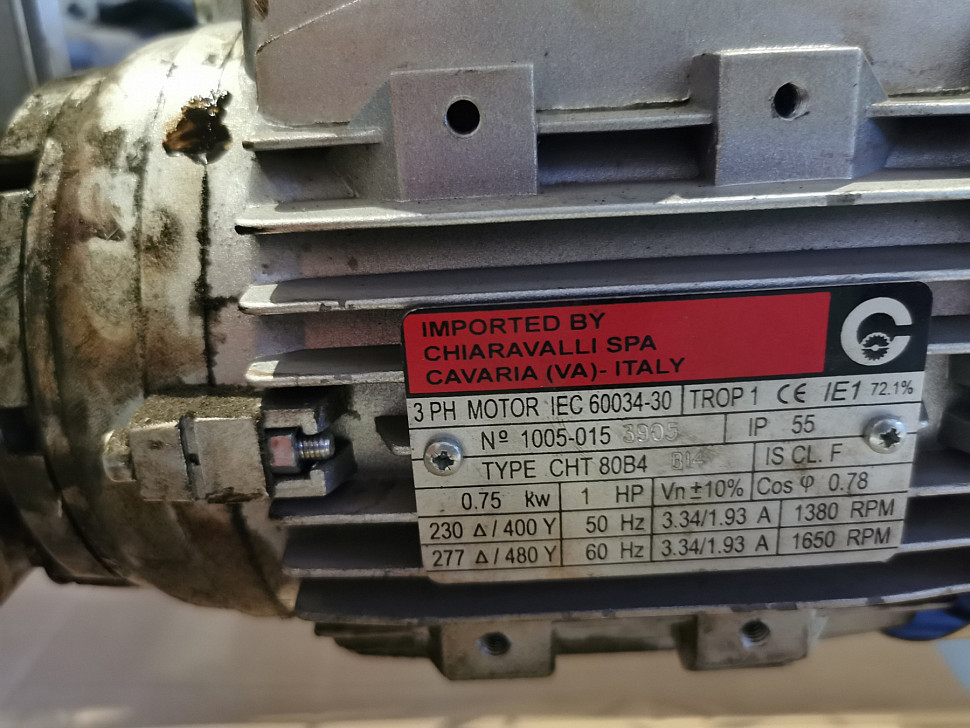 IMPORTED BY
CHIARAVALLI SPA
CAVARIA (VA)- ITALY
3 PH MOTOR IEC 60034-30 TROP 1 CE IE1 72.1%
Nº 1005-015 3905 IP 55
TYPE CHT 80B4 B14 IS CL. F
0.75 kw 1 HP Vn ±10% Cos φ 0.78
230 Δ / 400 Y 50 Hz 3.34/1.93 A 1380 RPM
277 Δ / 480 Y 60 Hz 3.34/1.93 A 1650 RPM